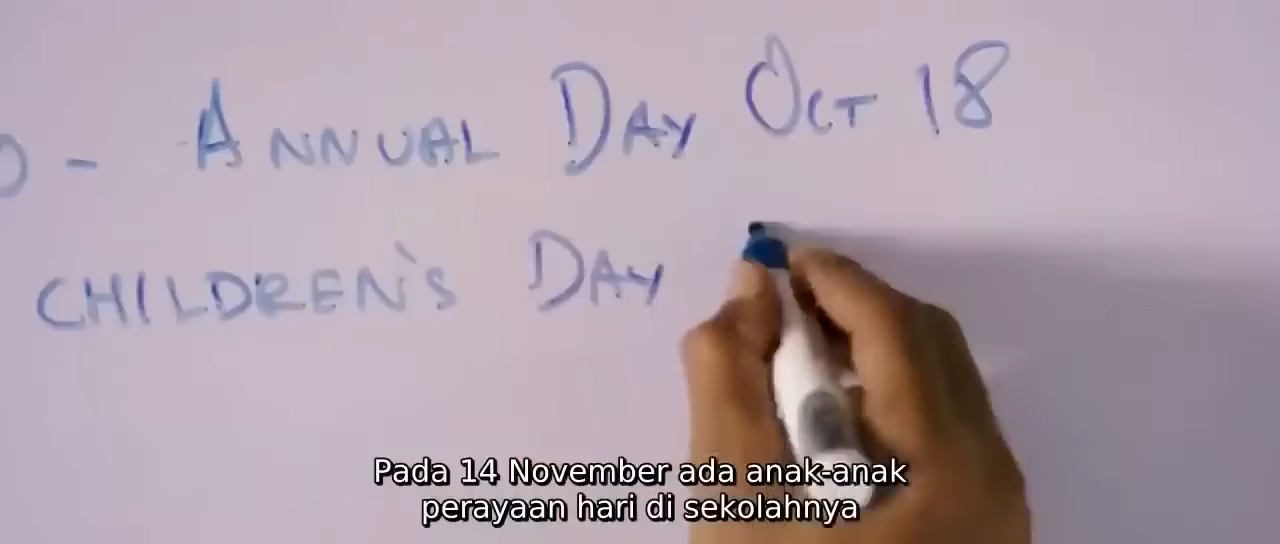 - ANNUAL DAY OCT 18
CHILDREN'S DAY
Pada 14 November ada anak-anak
perayaan hari di sekolahnya